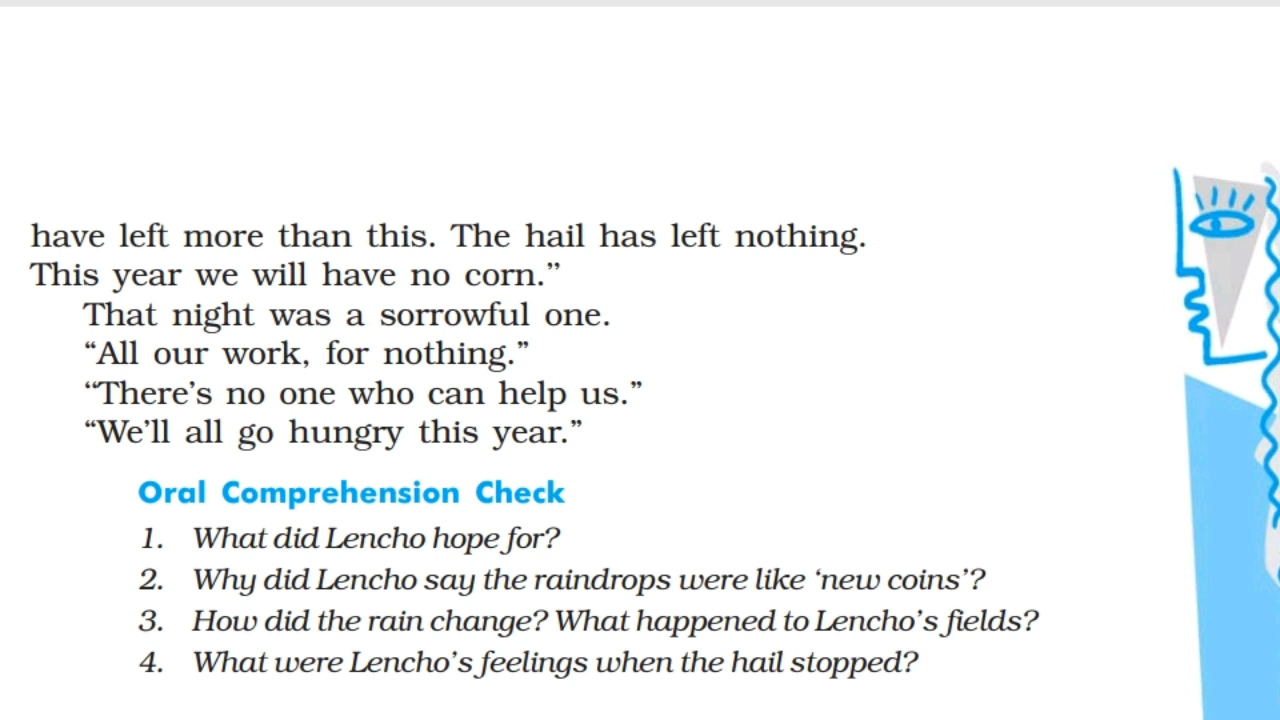 have left more than this. The hail has left nothing.
This year we will have no corn.”
That night was a sorrowful one.
“All our work, for nothing.”
“There’s no one who can help us.”
“We’ll all go hungry this year.”
Oral Comprehension Check
1. What did Lencho hope for?
2. Why did Lencho say the raindrops were like ‘new coins’?
3. How did the rain change? What happened to Lencho’s fields?
4. What were Lencho’s feelings when the hail stopped?